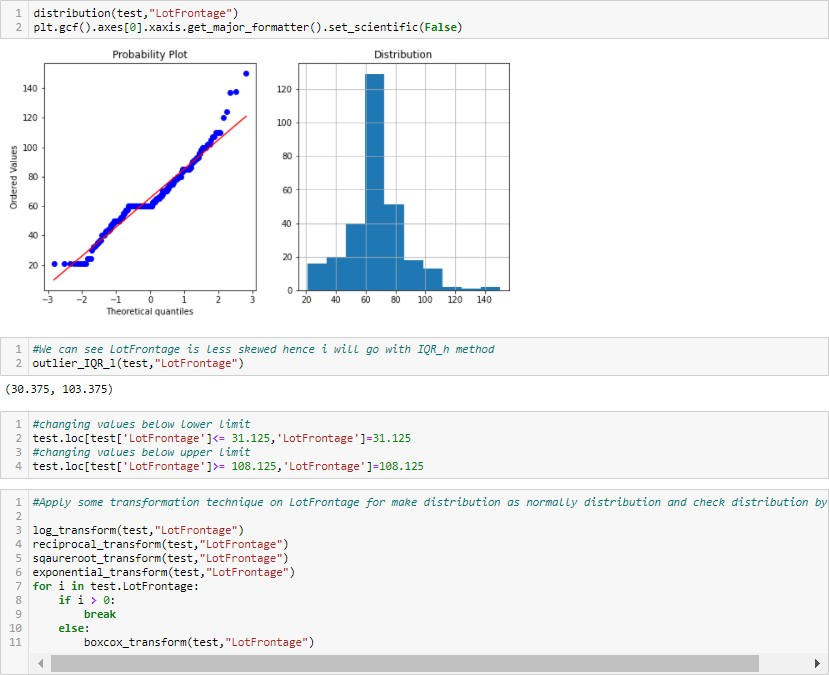 1 distribution(test,"LotFrontage")
2 plt.gcf().axes[0].xaxis.get_major_formatter().set_scientific(False)
Probability Plot
140
120
100
80
60
40
20
Ordered Values
−3 −2 −1 0 1 2 3
Theoretical quantiles
Distribution
120
100
80
60
40
20
0
20 40 60 80 100 120 140
1 #We can see LotFrontage is less skewed hence i will go with IQR_h method
2 outlier_IQR_l(test,"LotFrontage")
(30.375, 103.375)
1 #changing values below lower limit
2 test.loc[test['LotFrontage']<= 31.125,'LotFrontage']=31.125
3 #changing values below upper limit
4 test.loc[test['LotFrontage']>= 108.125,'LotFrontage']=108.125
1 #Apply some transformation technique on LotFrontage for make distribution as normally distribution and check distribution by
2
3 log_transform(test,"LotFrontage")
4 reciprocal_transform(test,"LotFrontage")
5 sqaureroot_transform(test,"LotFrontage")
6 exponential_transform(test,"LotFrontage")
7 for i in test.LotFrontage:
8     if i > 0:
9         break
10     else:
11         boxcox_transform(test,"LotFrontage")